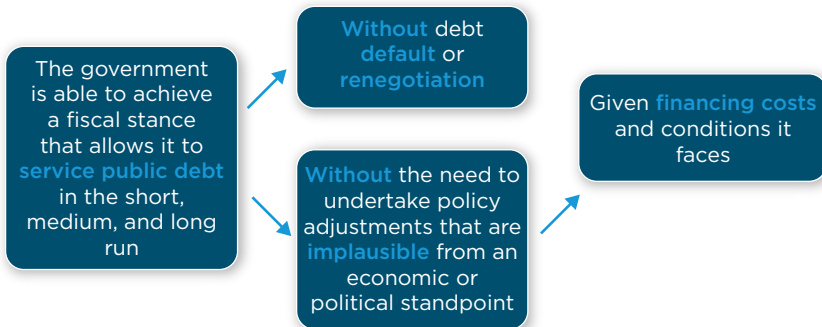 The government
is able to achieve
a fiscal stance
that allows it to
service public debt
in the short,
medium, and long
run
Without debt
default or
renegotiation
Without the need to
undertake policy
adjustments that are
implausible from an
economic or
political standpoint
Given financing costs
and conditions it
faces